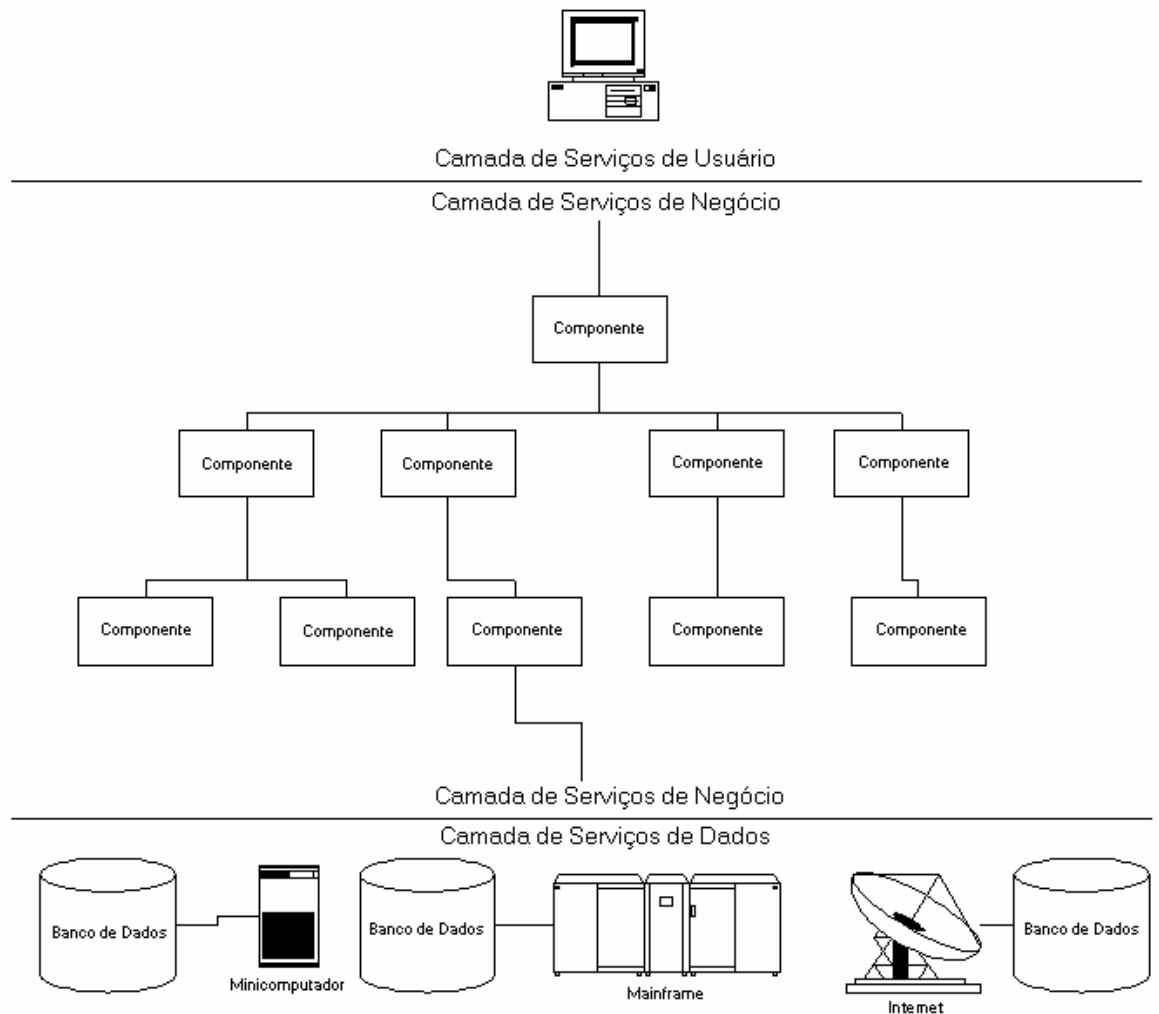 Camada de Serviços de Usuário
Camada de Serviços de Negócio
Componente
Componente
Componente
Componente
Componente
Componente
Componente
Componente
Componente
Componente
Camada de Serviços de Negócio
Camada de Serviços de Dados
Banco de Dados
Minicomputador
Banco de Dados
Mainframe
Internet
Banco de Dados